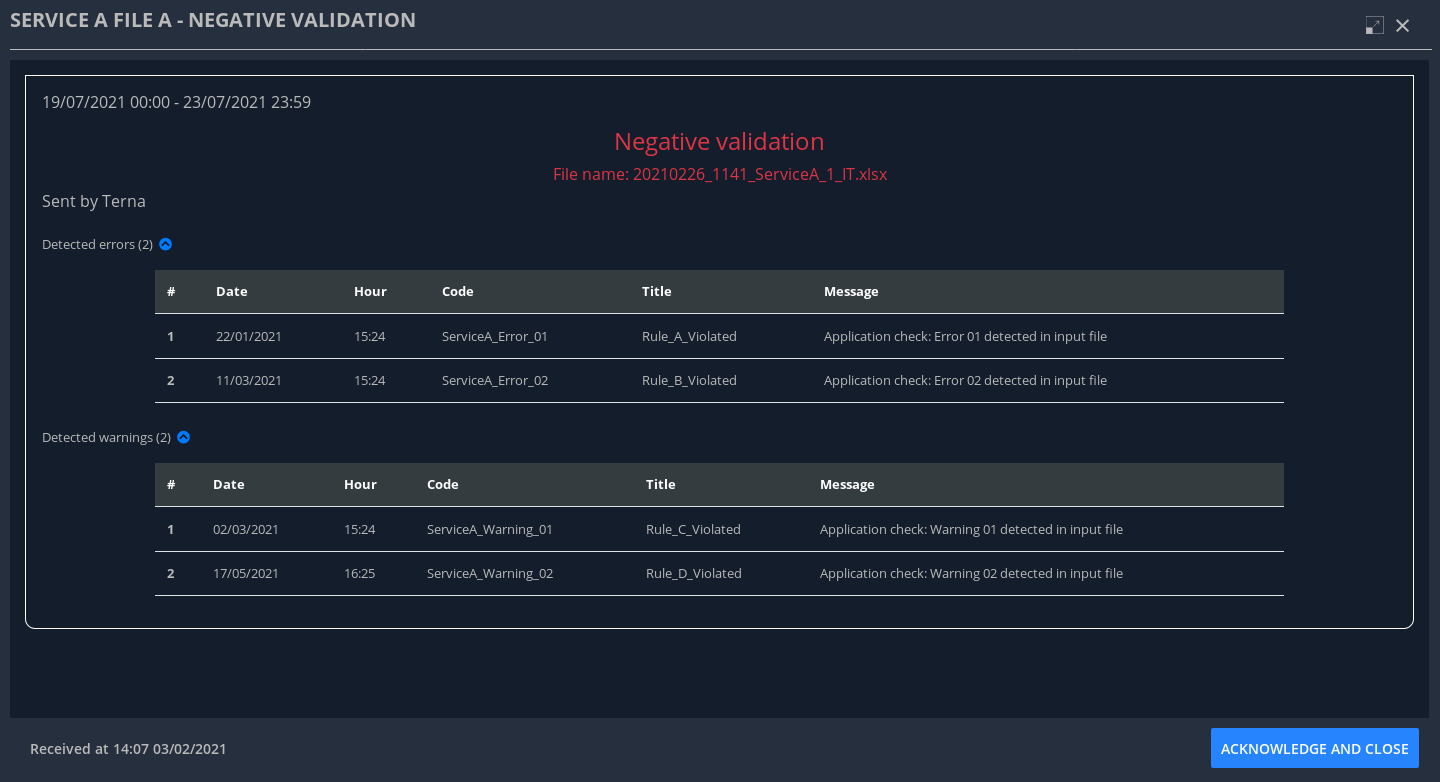 SERVICE A FILE A - NEGATIVE VALIDATION
19/07/2021 00:00 - 23/07/2021 23:59
Negative validation
File name: 20210226_1141_ServiceA_1_IT.xlsx
Sent by Terna
Detected errors (2)
# Date Hour Code Title Message
1 22/01/2021 15:24 ServiceA_Error_01 Rule_A_Violated Application check: Error 01 detected in input file
2 11/03/2021 15:24 ServiceA_Error_02 Rule_B_Violated Application check: Error 02 detected in input file
Detected warnings (2)
# Date Hour Code Title Message
1 02/03/2021 15:24 ServiceA_Warning_01 Rule_C_Violated Application check: Warning 01 detected in input file
2 17/05/2021 16:25 ServiceA_Warning_02 Rule_D_Violated Application check: Warning 02 detected in input file
Received at 14:07 03/02/2021
ACKNOWLEDGE AND CLOSE